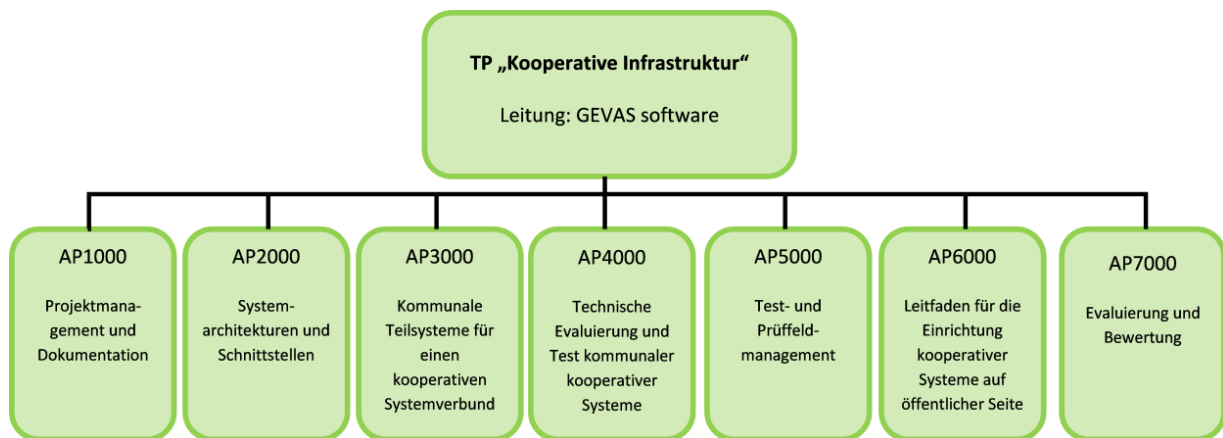 TP „Kooperative Infrastruktur“
Leitung: GEVAS software
AP1000
Projektmana-
gement und
Dokumentation
AP2000
System-
architekturen und
Schnittstellen
AP3000
Kommunale
Teilsysteme für
einen
kooperativen
Systemverbund
AP4000
Technische
Evaluierung und
Test kommunaler
kooperativer
Systeme
AP5000
Test- und
Prüffeld-
management
AP6000
Leitfaden für die
Einrichtung
kooperativer
Systeme auf
öffentlicher Seite
AP7000
Evaluierung und
Bewertung